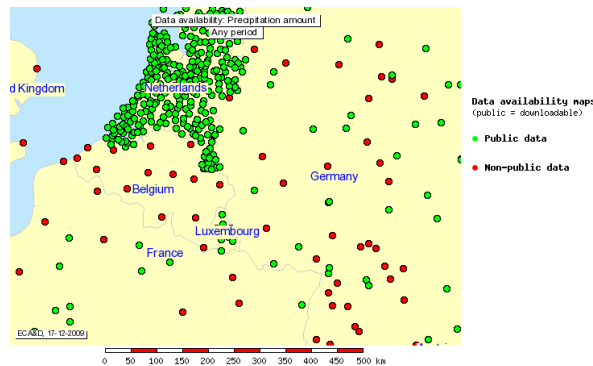 Data availability: Precipitation amount
Any period
d Kingdom
Netherlands
Data availability maps
(public = downloadable)
Public data
Non-public data
Germany
Belgium
Luxembourg
France
ECA&D, 17-12-2009
0 50 100 150 200 250 300 350 400 450 500 km